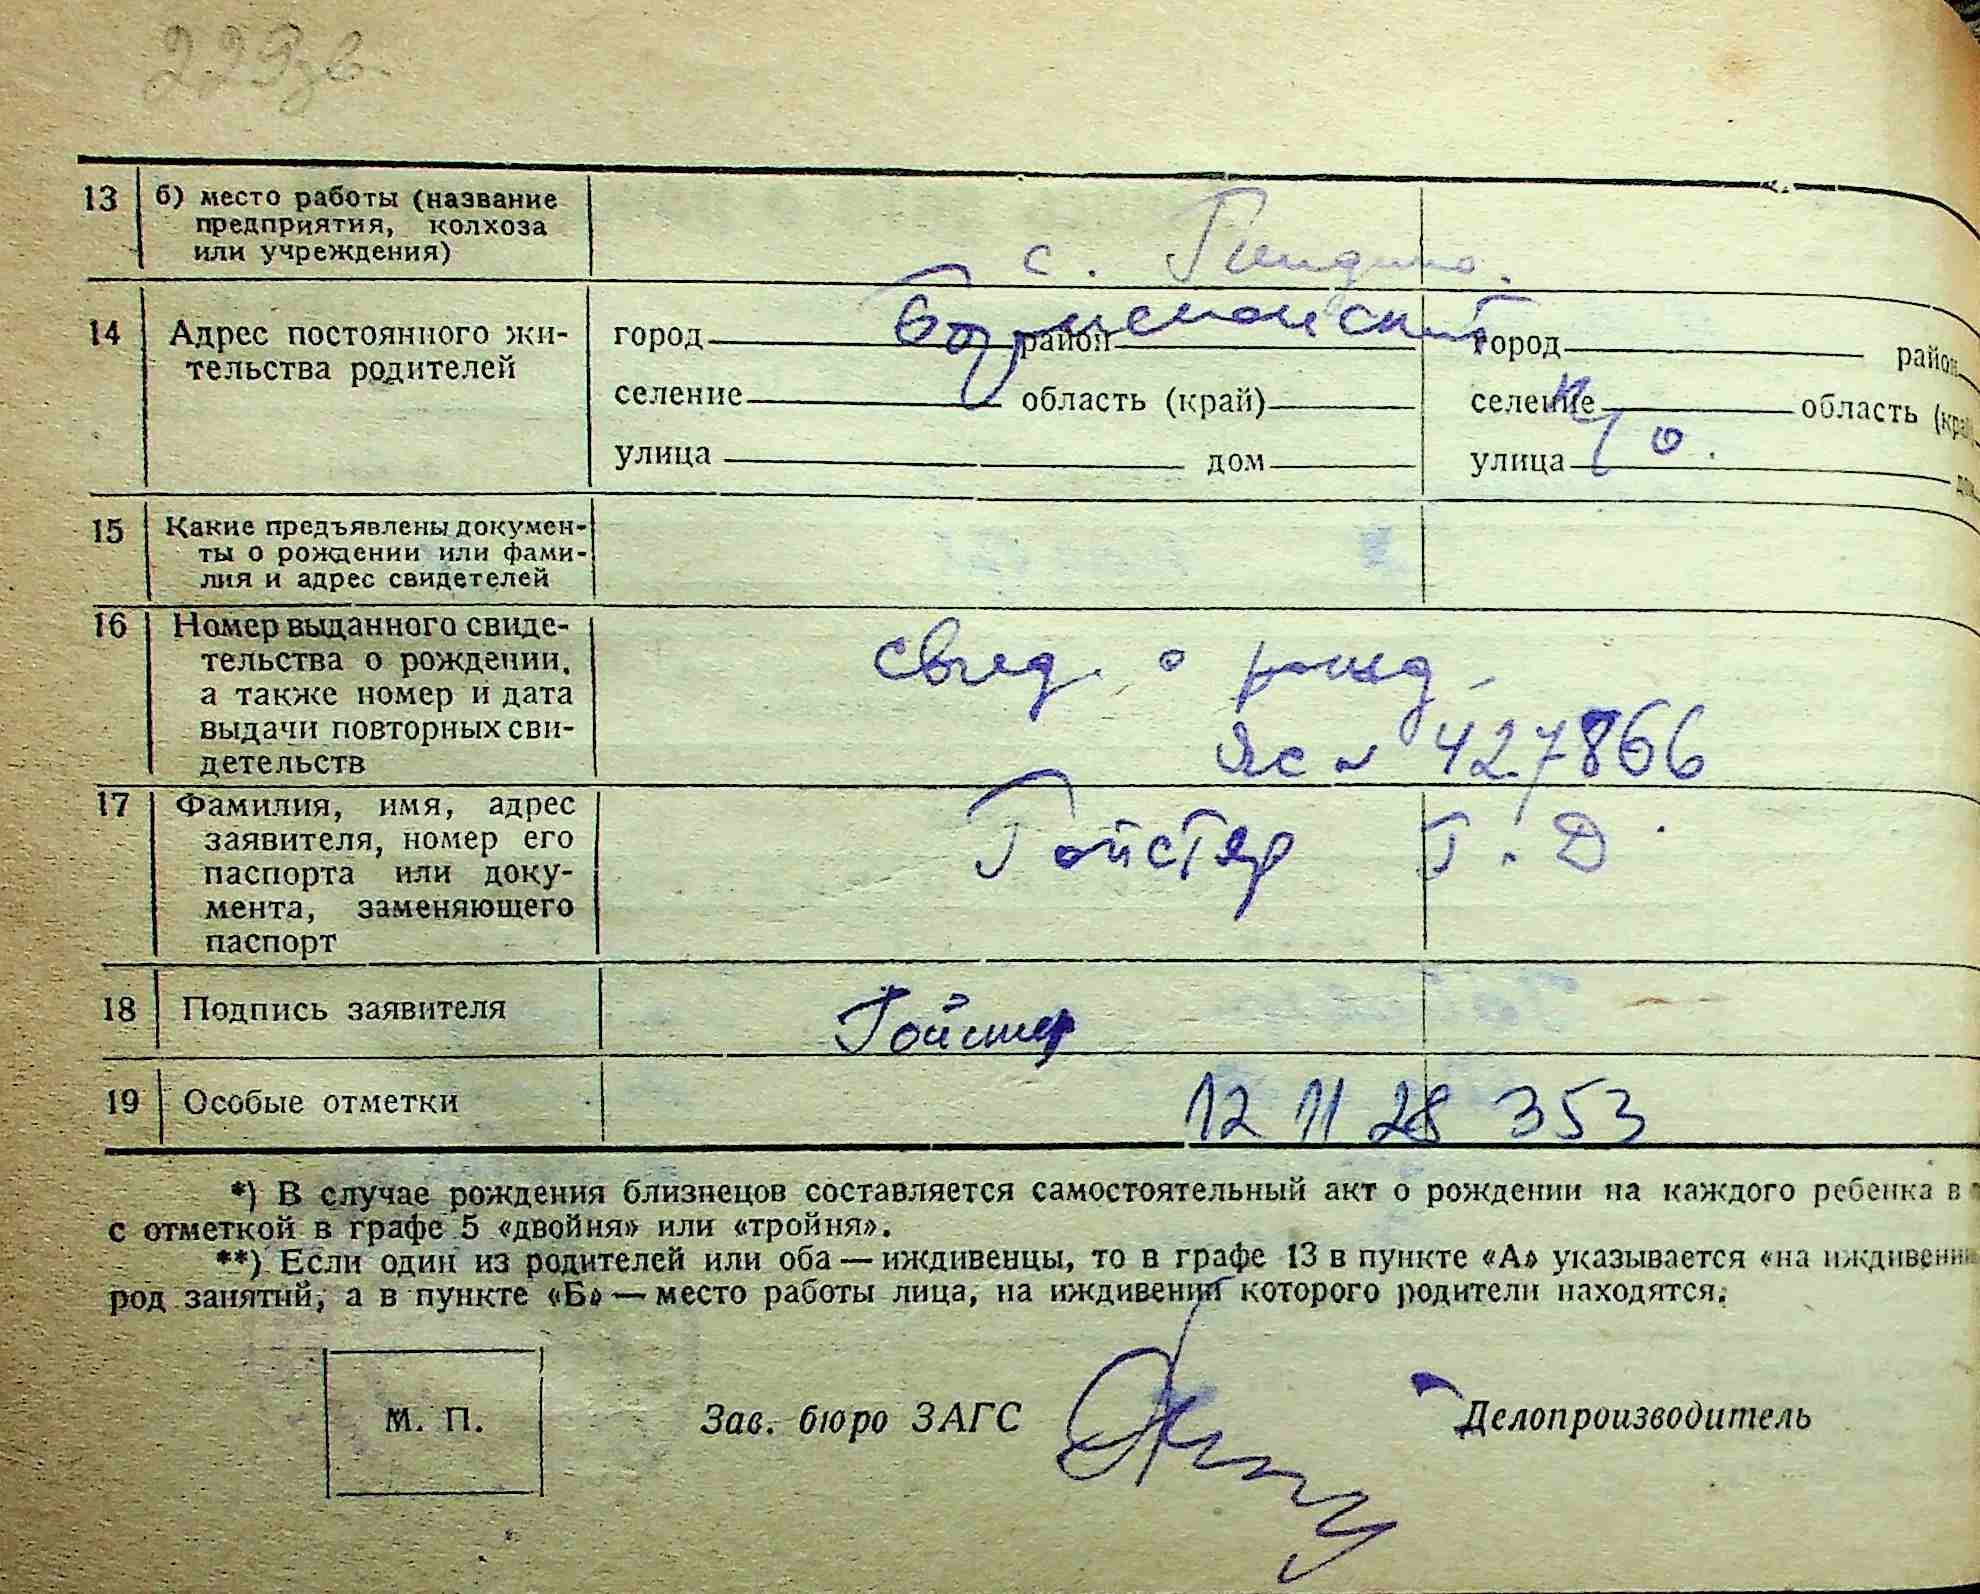 13 б) место работы (название
предприятия, колхоза
или учреждения)
с.
14 Адрес постоянного жи-
тельства родителей
город район город район
селение область (край) селение область (край
К/о.
улица дом улица
15 Какие предъявлены докумен-
ты о рождении или фами-
лия и адрес свидетелей
16 Номер выданного свиде-
тельства о рождении,
а также номер и дата
выдачи повторных сви-
детельств
свид. о рожд.
ЯС № 427866
17 Фамилия, имя, адрес
заявителя, номер его
паспорта или доку-
мента, заменяющего
паспорт
Гойстер Г. Д.
18 Подпись заявителя Гойстер
19 Особые отметки 12 11 28 353
*) В случае рождения близнецов составляется самостоятельный акт о рождении на каждого ребенка в
с отметкой в графе 5 «двойня» или «тройня».
**) Если один из родителей или оба — иждивенцы, то в графе 13 в пункте «А» указывается «на иждивении
род занятий, а в пункте «Б» — место работы лица, на иждивении которого родители находятся.
М. П. Зав. бюро ЗАГС Делопроизводитель